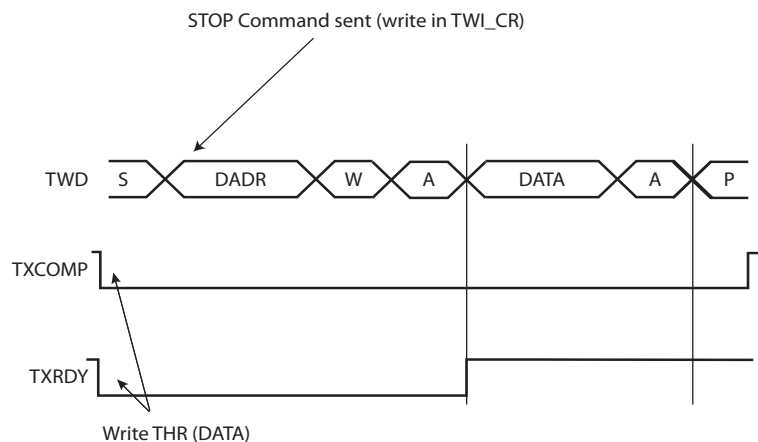 STOP Command sent (write in TWI_CR)
TWD S DADR W A DATA A P
TXCOMP
TXRDY
Write THR (DATA)